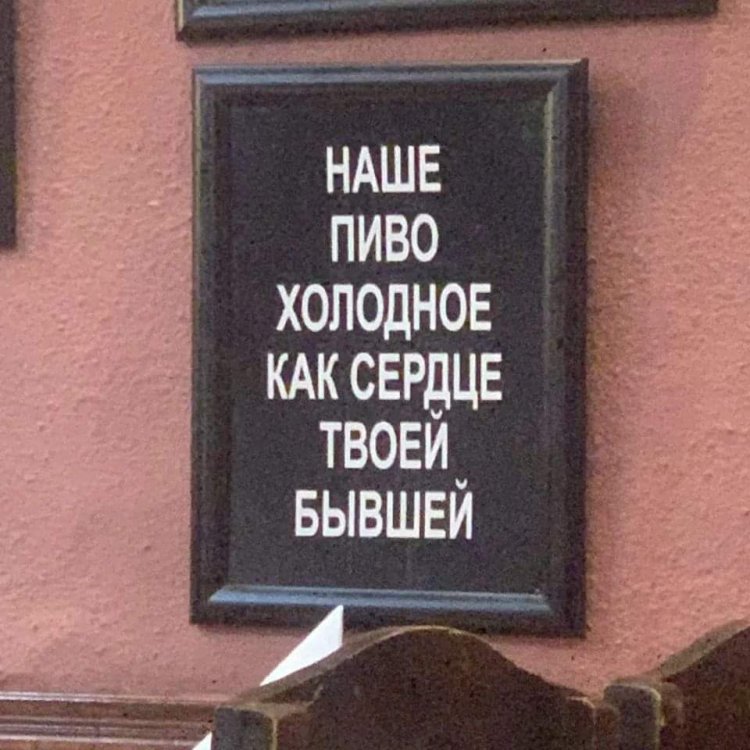 НАШЕ
ПИВО
ХОЛОДНОЕ
КАК СЕРДЦЕ
ТВОЕЙ
БЫВШЕЙ